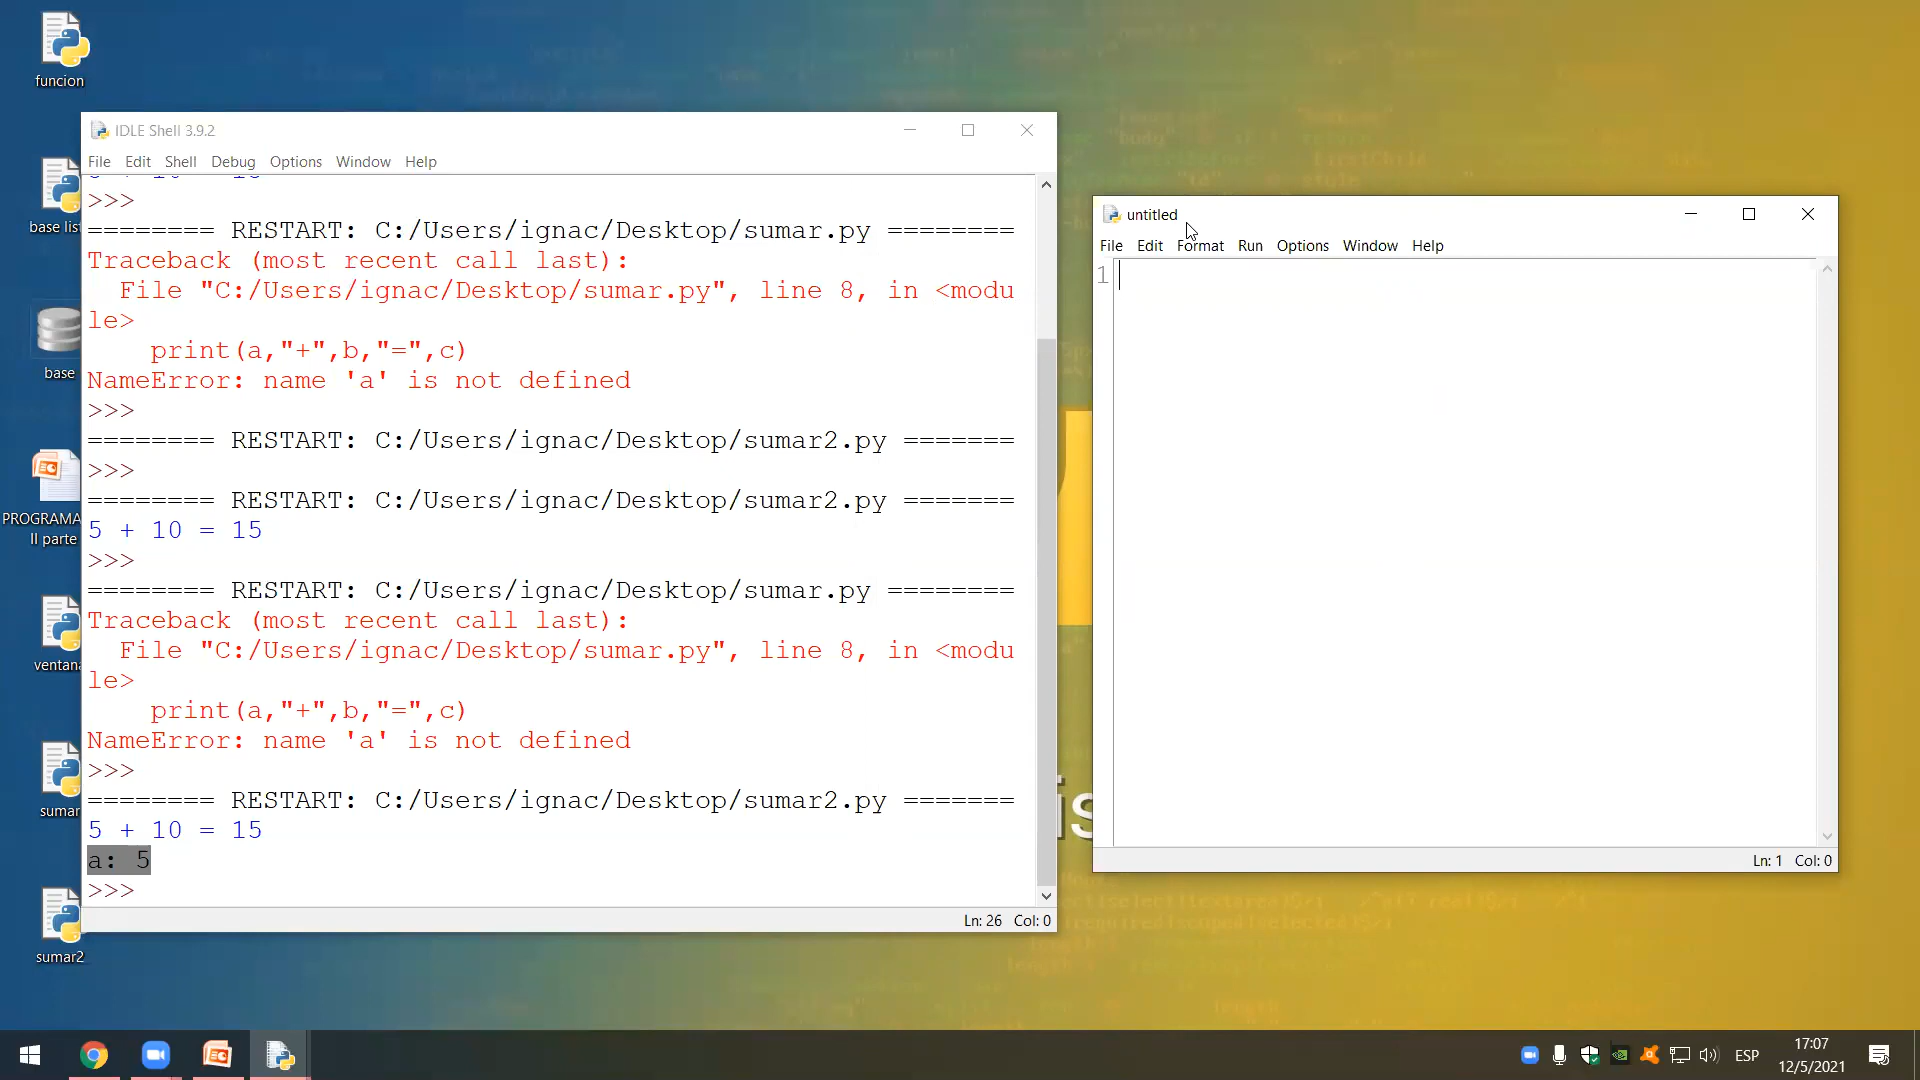 funcion
base lis
base
PROGRAMA
II parte
ventana
sumar
sumar2
IDLE Shell 3.9.2
File Edit Shell Debug Options Window Help
>>>
======== RESTART: C:/Users/ignac/Desktop/sumar.py ========
Traceback (most recent call last):
  File "C:/Users/ignac/Desktop/sumar.py", line 8, in <modu
le>
    print(a,"+",b,"=",c)
NameError: name 'a' is not defined
>>>
======== RESTART: C:/Users/ignac/Desktop/sumar2.py =======
>>>
======== RESTART: C:/Users/ignac/Desktop/sumar2.py =======
5 + 10 = 15
>>>
======== RESTART: C:/Users/ignac/Desktop/sumar.py ========
Traceback (most recent call last):
  File "C:/Users/ignac/Desktop/sumar.py", line 8, in <modu
le>
    print(a,"+",b,"=",c)
NameError: name 'a' is not defined
>>>
======== RESTART: C:/Users/ignac/Desktop/sumar2.py =======
5 + 10 = 15
a: 5
>>>
Ln: 26 Col: 0
untitled
File Edit Format Run Options Window Help
1
Ln: 1 Col: 0
is
ESP
17:07
12/5/2021